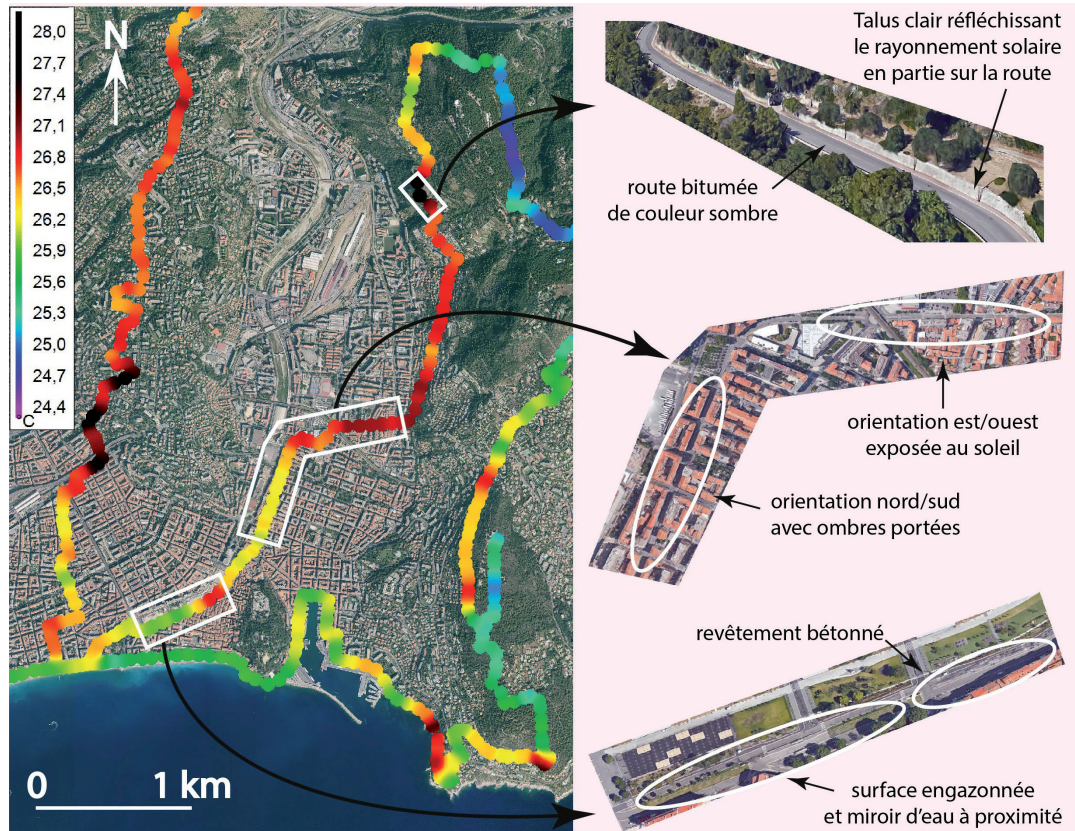 28,0
27,7
27,4
27,1
26,8
26,5
26,2
25,9
25,6
25,3
25,0
24,7
24,4
°C
N
0 1 km
Talus clair réfléchissant
le rayonnement solaire
en partie sur la route
route bitumée
de couleur sombre
orientation est/ouest
exposée au soleil
orientation nord/sud
avec ombres portées
revêtement bétonné
surface engazonnée
et miroir d'eau à proximité